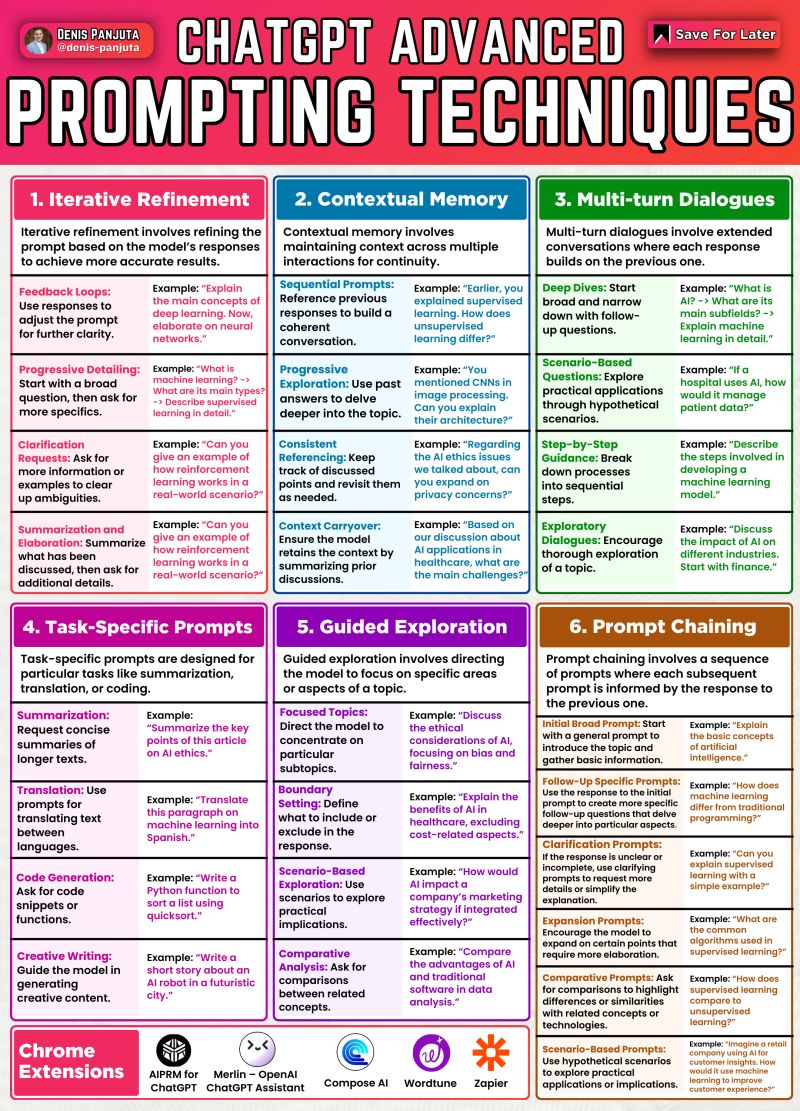 DENIS PANJUTA
@denis-panjuta
CHATGPT ADVANCED
Save For Later
PROMPTING TECHNIQUES
1. Iterative Refinement
Iterative refinement involves refining the
prompt based on the model's responses
to achieve more accurate results.
Feedback Loops:
Use responses to
adjust the prompt
for further clarity.
Example: “Explain
the main concepts of
deep learning. Now,
elaborate on neural
networks.”
Progressive Detailing:
Start with a broad
question, then ask for
more specifics.
Example: “What is
machine learning? ->
What are its main types?
-> Describe supervised
learning in detail.”
Clarification
Requests: Ask for
more information or
examples to clear
up ambiguities.
Example: “Can you
give an example of
how reinforcement
learning works in a
real-world scenario?”
Summarization and
Elaboration: Summarize
what has been
discussed, then ask for
additional details.
Example: “Can you
give an example of
how reinforcement
learning works in a
real-world scenario?”
2. Contextual Memory
Contextual memory involves
maintaining context across multiple
interactions for continuity.
Sequential Prompts:
Reference previous
responses to build a
coherent
conversation.
Example: “Earlier, you
explained supervised
learning. How does
unsupervised
learning differ?”
Progressive
Exploration: Use past
answers to delve
deeper into the topic.
Example: “You
mentioned CNNs in
image processing.
Can you explain
their architecture?”
Consistent
Referencing: Keep
track of discussed
points and revisit them
as needed.
Example: “Regarding
the AI ethics issues
we talked about, can
you expand on
privacy concerns?”
Context Carryover:
Ensure the model
retains the context by
summarizing prior
discussions.
Example: “Based on
our discussion about
AI applications in
healthcare, what are
the main challenges?”
3. Multi-turn Dialogues
Multi-turn dialogues involve extended
conversations where each response
builds on the previous one.
Deep Dives: Start
broad and narrow
down with follow-
up questions.
Example: “What is
AI? -> What are its
main subfields? ->
Explain machine
learning in detail.”
Scenario-Based
Questions: Explore
practical applications
through hypothetical
scenarios.
Example: “If a
hospital uses AI, how
would it manage
patient data?”
Step-by-Step
Guidance: Break
down processes
into sequential
steps.
Example: “Describe
the steps involved in
developing a
machine learning
model.”
Exploratory
Dialogues: Encourage
thorough exploration
of a topic.
Example: “Discuss
the impact of AI on
different industries.
Start with finance.”
4. Task-Specific Prompts
Task-specific prompts are designed for
particular tasks like summarization,
translation, or coding.
Summarization:
Request concise
summaries of
longer texts.
Example:
“Summarize the key
points of this article
on AI ethics.”
Translation: Use
prompts for
translating text
between
languages.
Example: “Translate
this paragraph on
machine learning into
Spanish.”
Code Generation:
Ask for code
snippets or
functions.
Example: “Write a
Python function to
sort a list using
quicksort.”
Creative Writing:
Guide the model in
generating
creative content.
Example: “Write a
short story about an
AI robot in a futuristic
city.”
5. Guided Exploration
Guided exploration involves directing
the model to focus on specific areas
or aspects of a topic.
Focused Topics:
Direct the model to
concentrate on
particular
subtopics.
Example: “Discuss
the ethical
considerations of AI,
focusing on bias and
fairness.”
Boundary
Setting: Define
what to include or
exclude in the
response.
Example: “Explain the
benefits of AI in
healthcare, excluding
cost-related aspects.”
Scenario-Based
Exploration: Use
scenarios to explore
practical
implications.
Example: “How would
AI impact a
company's marketing
strategy if integrated
effectively?”
Comparative
Analysis: Ask for
comparisons
between related
concepts.
Example: “Compare
the advantages of AI
and traditional
software in data
analysis.”
6. Prompt Chaining
Prompt chaining involves a sequence
of prompts where each subsequent
prompt is informed by the response to
the previous one.
Initial Broad Prompt: Start
with a general prompt to
introduce the topic and
gather basic information.
Example: “Explain
the basic concepts
of artificial
intelligence.”
Follow-Up Specific Prompts:
Use the response to the initial
prompt to create more specific
follow-up questions that delve
deeper into particular aspects.
Example: “How does
machine learning
differ from traditional
programming?”
Clarification Prompts:
If the response is unclear or
incomplete, use clarifying
prompts to request more
details or simplify the
explanation.
Example: “Can you
explain supervised
learning with a
simple example?”
Expansion Prompts:
Encourage the model to
expand on certain points that
require more elaboration.
Example: “What are
the common
algorithms used in
supervised learning?”
Comparative Prompts: Ask
for comparisons to highlight
differences or similarities
with related concepts or
technologies.
Example: “How does
supervised learning
compare to
unsupervised
learning?”
Scenario-Based Prompts:
Use hypothetical scenarios
to explore practical
applications or implications.
Example: “Imagine a retail
company using AI for
customer insights. How
would it use machine
learning to improve
customer experience?”
Chrome
Extensions
AIPRM for
ChatGPT
Merlin – OpenAI
ChatGPT Assistant
Compose AI
Wordtune
Zapier